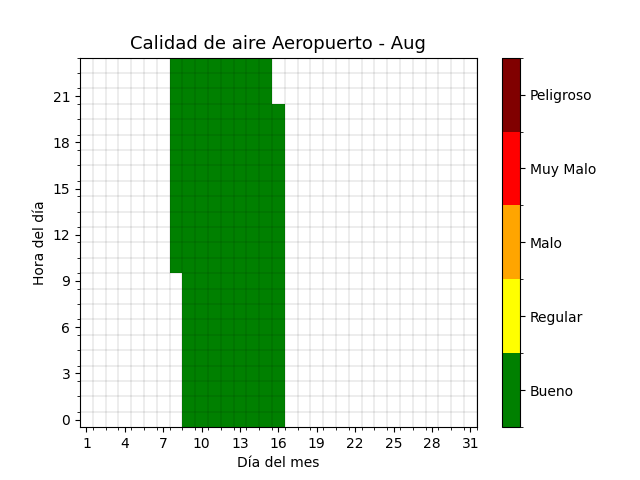 Calidad de aire Aeropuerto - Aug
Hora del día
21
18
15
12
9
6
3
0
1 4 7 10 13 16 19 22 25 28 31
Día del mes
Peligroso
Muy Malo
Malo
Regular
Bueno